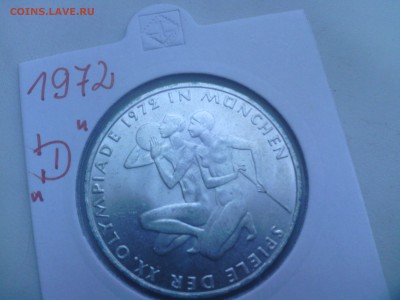 COINS.LAVE.RU
1972
"D"
SPIELE DER XX. OLYMPIADE 1972 IN MÜNCHEN